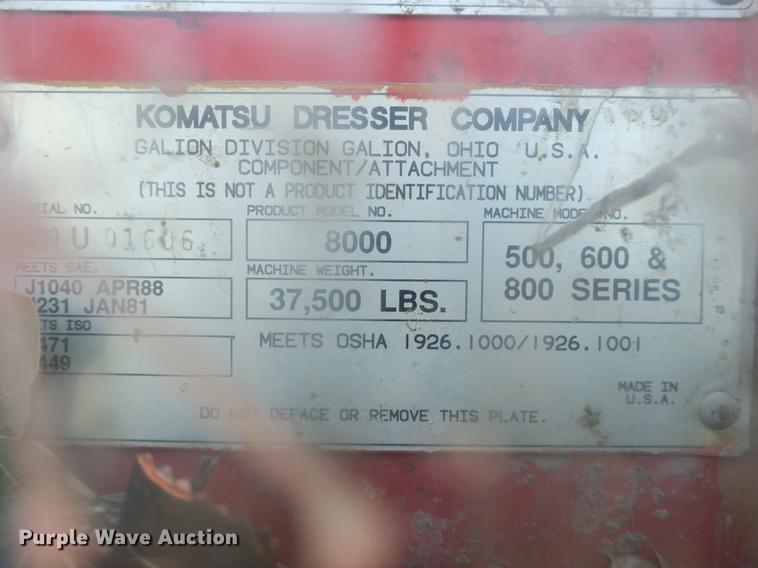 KOMATSU DRESSER COMPANY
GALION DIVISION GALION, OHIO U.S.A.
COMPONENT/ATTACHMENT
(THIS IS NOT A PRODUCT IDENTIFICATION NUMBER)
RIAL NO. PRODUCT MODEL NO. MACHINE MODEL NO.
U 01606 8000 500, 600 &
800 SERIES
MEETS SAE. MACHINE WEIGHT.
J1040 APR88 37,500 LBS.
J231 JAN81
TS ISO MEETS OSHA 1926.1000/1926.1001
471
449
MADE IN
U.S.A.
DO NOT DEFACE OR REMOVE THIS PLATE.
Purple Wave Auction